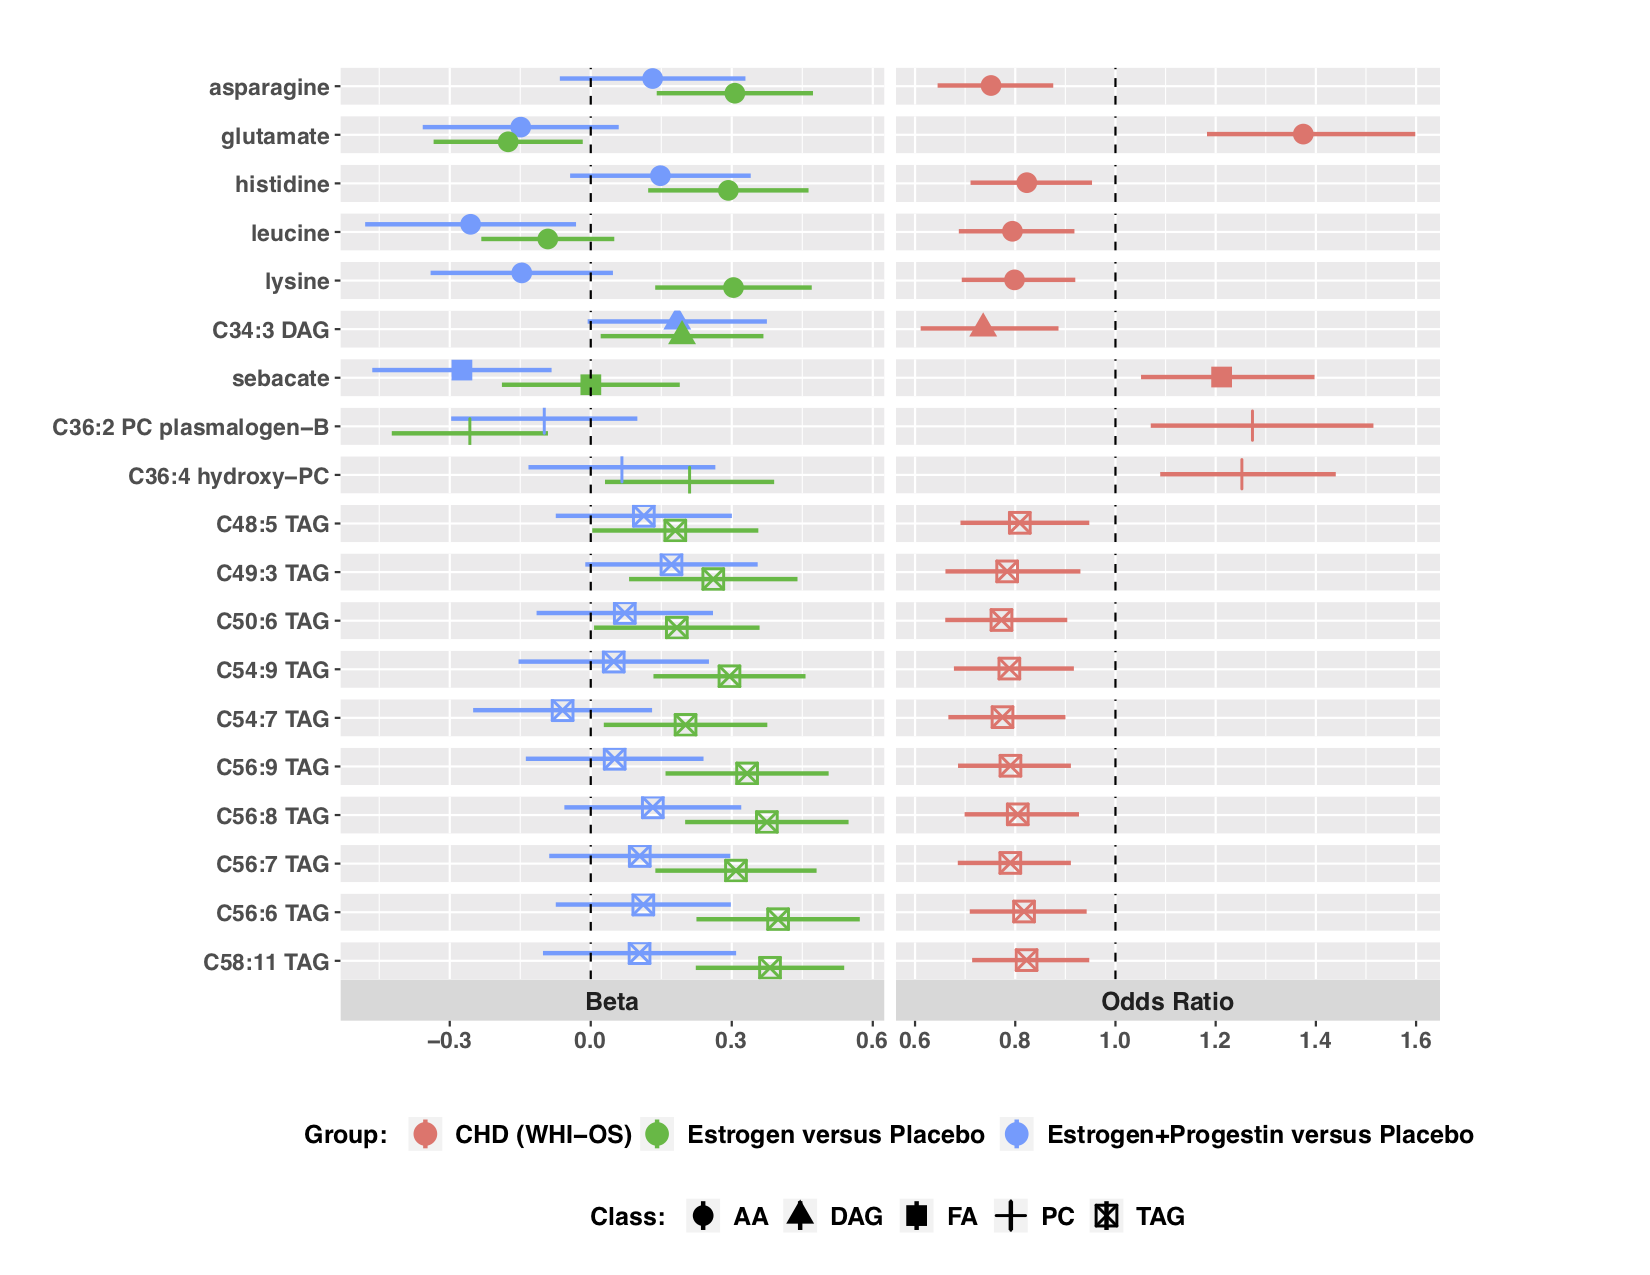 asparagine
glutamate
histidine
leucine
lysine
C34:3 DAG
sebacate
C36:2 PC plasmalogen−B
C36:4 hydroxy−PC
C48:5 TAG
C49:3 TAG
C50:6 TAG
C54:9 TAG
C54:7 TAG
C56:9 TAG
C56:8 TAG
C56:7 TAG
C56:6 TAG
C58:11 TAG
Beta Odds Ratio
−0.3 0.0 0.3 0.6 0.6 0.8 1.0 1.2 1.4 1.6
Group: CHD (WHI−OS) Estrogen versus Placebo Estrogen+Progestin versus Placebo
Class: AA DAG FA PC TAG